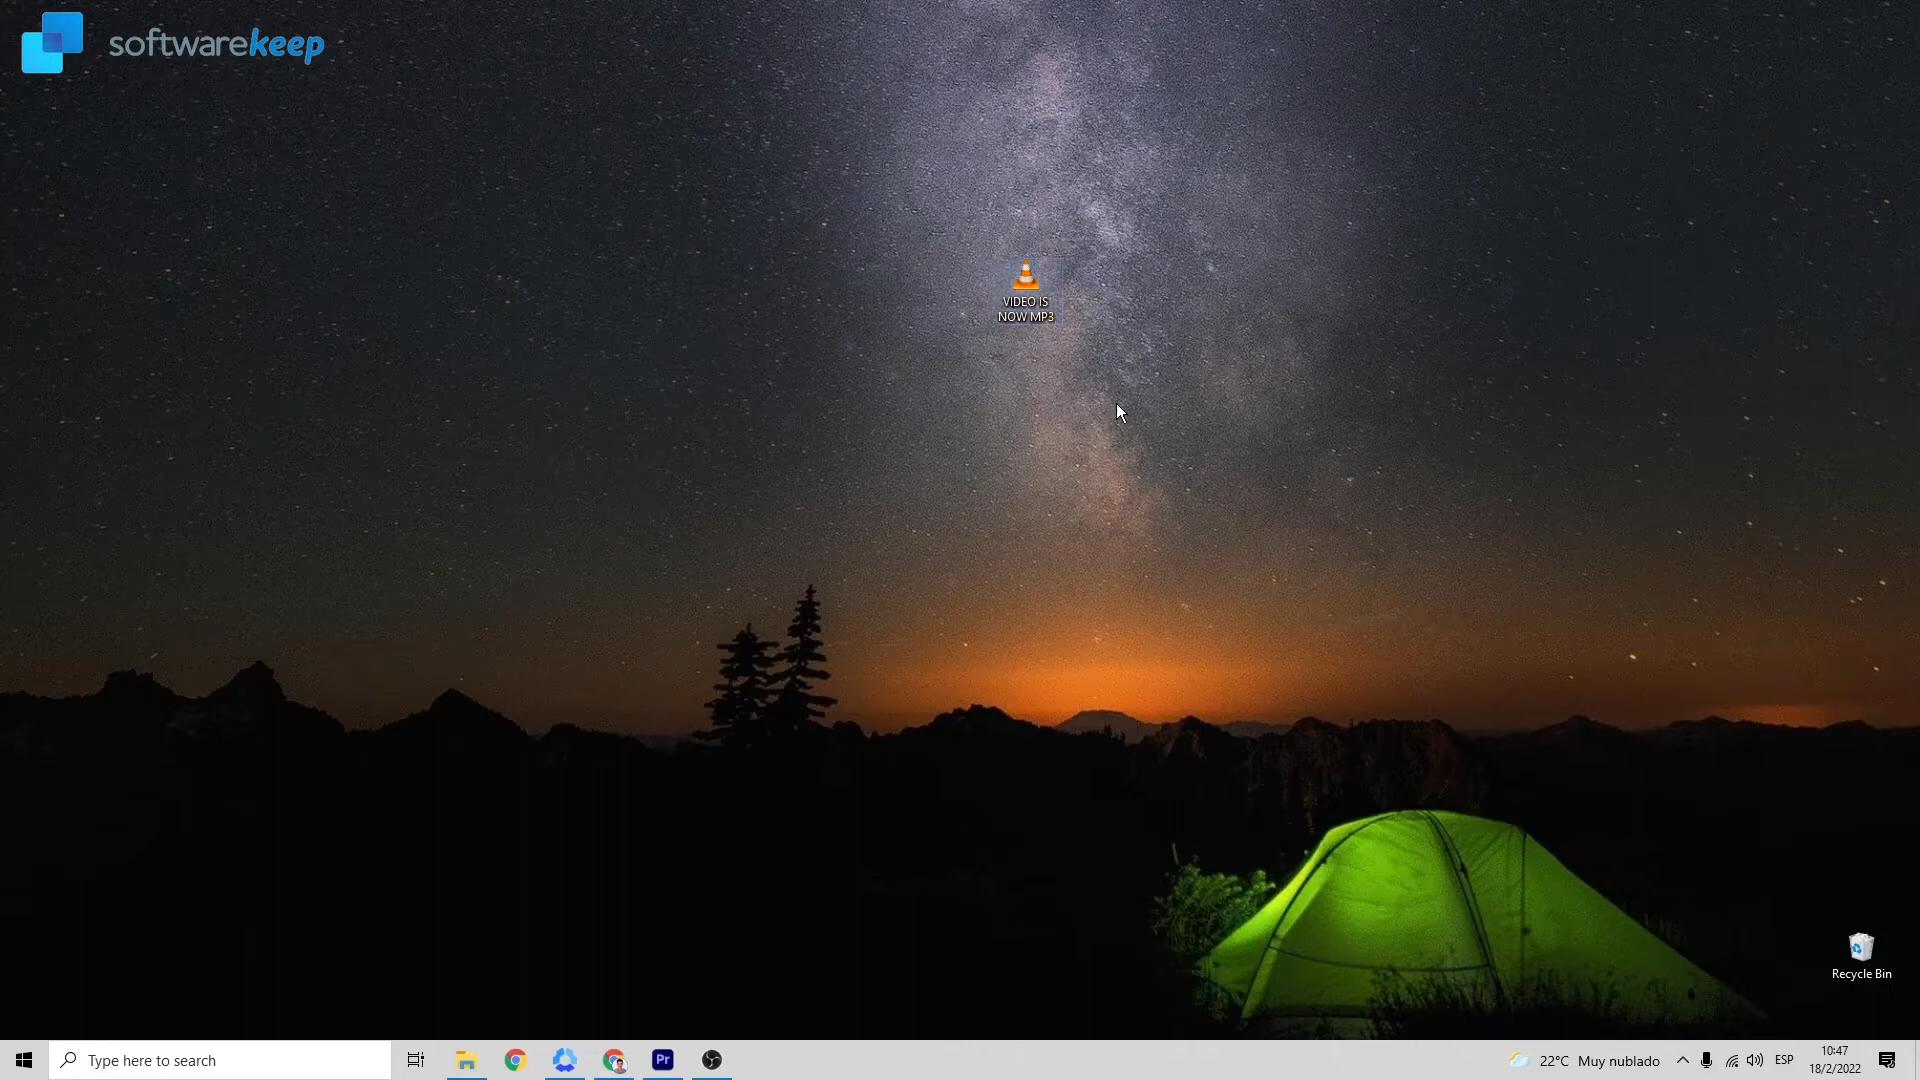 softwarekeep
VIDEO IS
NOW MP3
Recycle Bin
Type here to search
Pr
22°C Muy nublado
ESP
10:47
18/2/2022